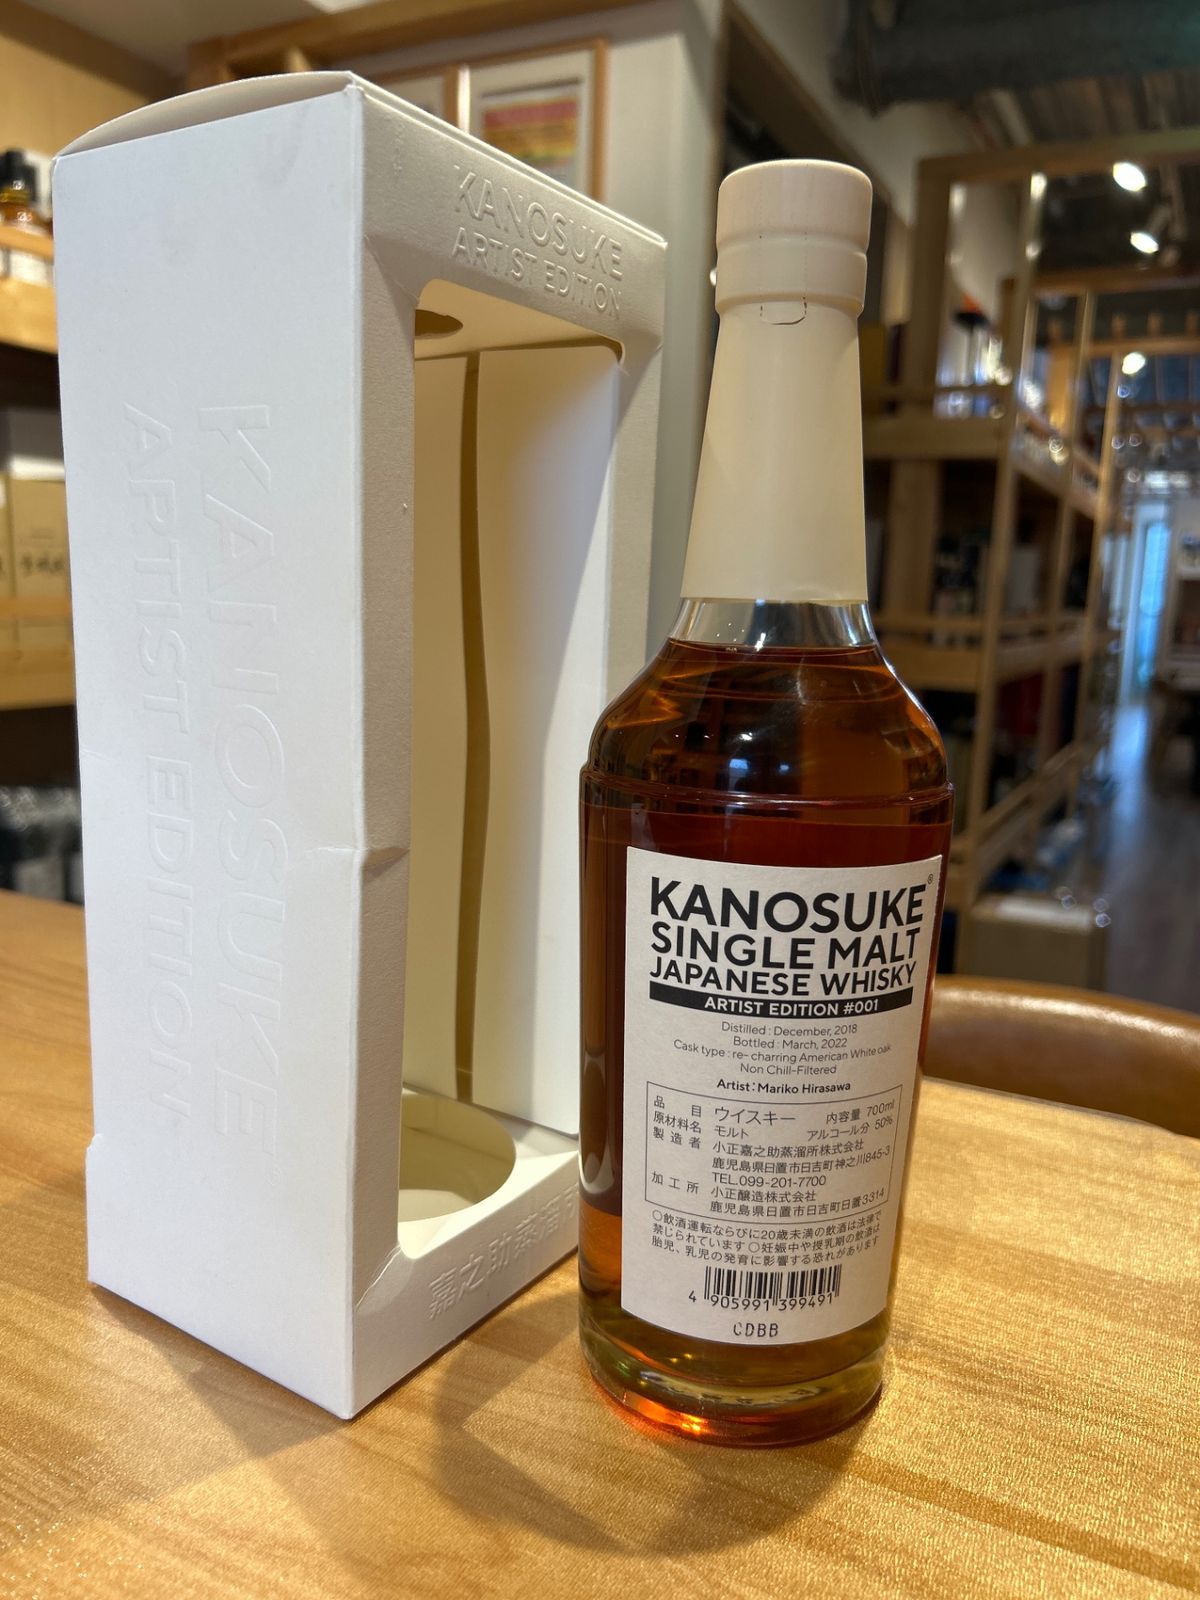 KANOSUKE
ARTIST EDITION
KANOSUKE
ARTIST EDITION
嘉之助蒸溜
KANOSUKE®
SINGLE MALT
JAPANESE WHISKY
ARTIST EDITION #001
Distilled : December, 2018
Bottled : March, 2022
Cask type : re- charring American White oak
Non Chill-Filtered
Artist : Mariko Hirasawa
品目 ウイスキー 内容量 700ml
原材料名 モルト アルコール分 50%
製造者 小正嘉之助蒸溜所株式会社
鹿児島県日置市日吉町神之川845-3
TEL.099-201-7700
加工所 小正醸造株式会社
鹿児島県日置市日吉町日置3314
○飲酒運転ならびに20歳未満の飲酒は法律で
禁じられています ○妊娠中や授乳期の飲酒は
胎児、乳児の発育に影響する恐れがあります
4 905991 399491
CDBB